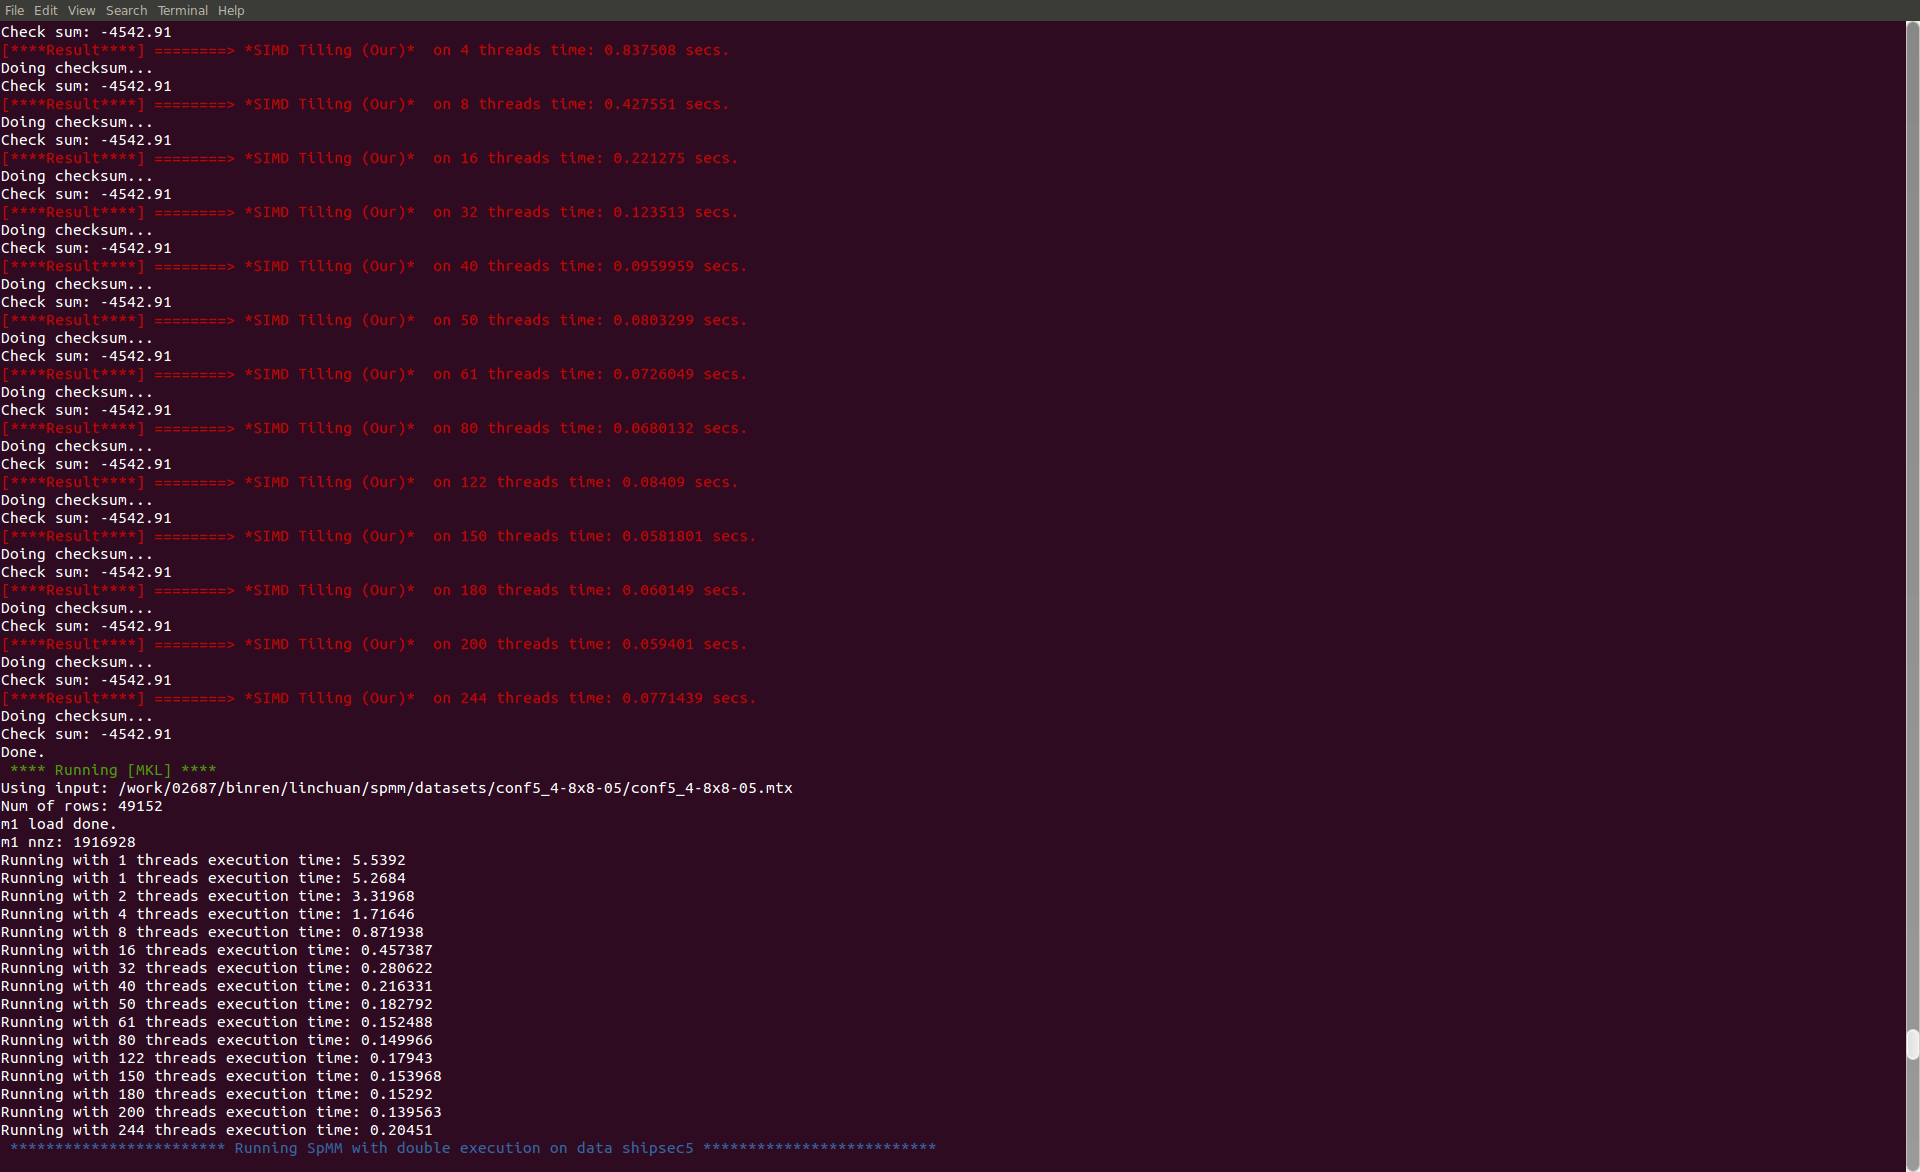 File Edit View Search Terminal Help
Check sum: -4542.91
[****Result****] ========> *SIMD Tiling (Our)*  on 4 threads time: 0.837508 secs.
Doing checksum...
Check sum: -4542.91
[****Result****] ========> *SIMD Tiling (Our)*  on 8 threads time: 0.427551 secs.
Doing checksum...
Check sum: -4542.91
[****Result****] ========> *SIMD Tiling (Our)*  on 16 threads time: 0.221275 secs.
Doing checksum...
Check sum: -4542.91
[****Result****] ========> *SIMD Tiling (Our)*  on 32 threads time: 0.123513 secs.
Doing checksum...
Check sum: -4542.91
[****Result****] ========> *SIMD Tiling (Our)*  on 40 threads time: 0.0959959 secs.
Doing checksum...
Check sum: -4542.91
[****Result****] ========> *SIMD Tiling (Our)*  on 50 threads time: 0.0803299 secs.
Doing checksum...
Check sum: -4542.91
[****Result****] ========> *SIMD Tiling (Our)*  on 61 threads time: 0.0726049 secs.
Doing checksum...
Check sum: -4542.91
[****Result****] ========> *SIMD Tiling (Our)*  on 80 threads time: 0.0680132 secs.
Doing checksum...
Check sum: -4542.91
[****Result****] ========> *SIMD Tiling (Our)*  on 122 threads time: 0.08409 secs.
Doing checksum...
Check sum: -4542.91
[****Result****] ========> *SIMD Tiling (Our)*  on 150 threads time: 0.0581801 secs.
Doing checksum...
Check sum: -4542.91
[****Result****] ========> *SIMD Tiling (Our)*  on 180 threads time: 0.060149 secs.
Doing checksum...
Check sum: -4542.91
[****Result****] ========> *SIMD Tiling (Our)*  on 200 threads time: 0.059401 secs.
Doing checksum...
Check sum: -4542.91
[****Result****] ========> *SIMD Tiling (Our)*  on 244 threads time: 0.0771439 secs.
Doing checksum...
Check sum: -4542.91
Done.
 **** Running [MKL] ****
Using input: /work/02687/binren/linchuan/spmm/datasets/conf5_4-8x8-05/conf5_4-8x8-05.mtx
Num of rows: 49152
m1 load done.
m1 nnz: 1916928
Running with 1 threads execution time: 5.5392
Running with 1 threads execution time: 5.2684
Running with 2 threads execution time: 3.31968
Running with 4 threads execution time: 1.71646
Running with 8 threads execution time: 0.871938
Running with 16 threads execution time: 0.457387
Running with 32 threads execution time: 0.280622
Running with 40 threads execution time: 0.216331
Running with 50 threads execution time: 0.182792
Running with 61 threads execution time: 0.152488
Running with 80 threads execution time: 0.149966
Running with 122 threads execution time: 0.17943
Running with 150 threads execution time: 0.153968
Running with 180 threads execution time: 0.15292
Running with 200 threads execution time: 0.139563
Running with 244 threads execution time: 0.20451
 ************************ Running SpMM with double execution on data shipsec5 **************************